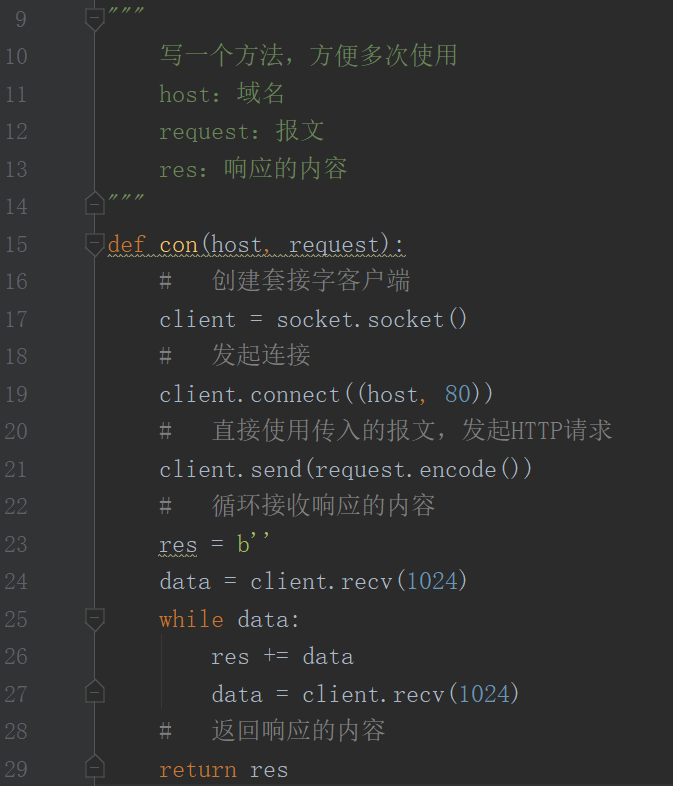 9 """
10     写一个方法，方便多次使用
11     host：域名
12     request：报文
13     res：响应的内容
14 """
15 def con(host, request):
16     #   创建套接字客户端
17     client = socket.socket()
18     #   发起连接
19     client.connect((host, 80))
20     #   直接使用传入的报文，发起HTTP请求
21     client.send(request.encode())
22     #   循环接收响应的内容
23     res = b''
24     data = client.recv(1024)
25     while data:
26         res += data
27         data = client.recv(1024)
28     #   返回响应的内容
29     return res